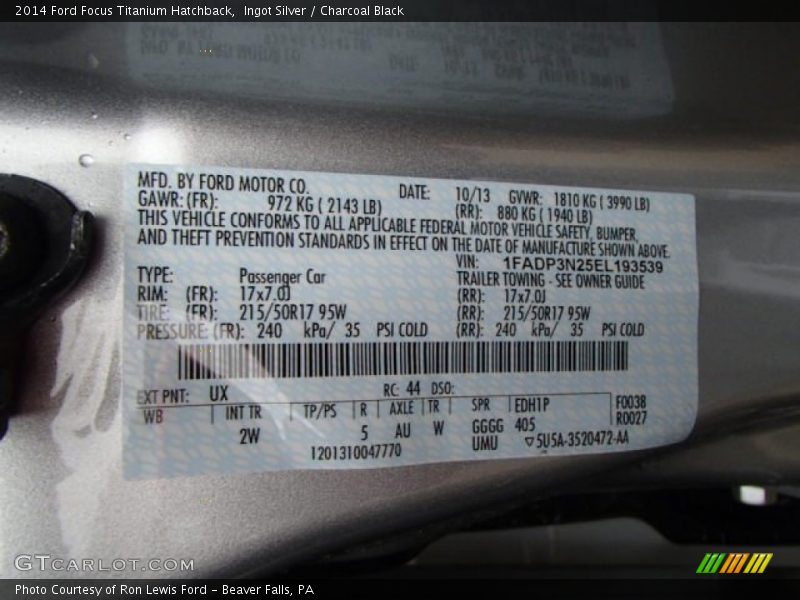 2014 Ford Focus Titanium Hatchback,  Ingot Silver / Charcoal Black
MFD. BY FORD MOTOR CO. DATE: 10/13 GVWR: 1810 KG ( 3990 LB)
GAWR: (FR): 972 KG ( 2143 LB) (RR): 880 KG ( 1940 LB)
THIS VEHICLE CONFORMS TO ALL APPLICABLE FEDERAL MOTOR VEHICLE SAFETY, BUMPER,
AND THEFT PREVENTION STANDARDS IN EFFECT ON THE DATE OF MANUFACTURE SHOWN ABOVE.
VIN: 1FADP3N25EL193539
TYPE: Passenger Car TRAILER TOWING - SEE OWNER GUIDE
RIM: (FR): 17x7.0J (RR): 17x7.0J
TIRE: (FR): 215/50R17 95W (RR): 215/50R17 95W
PRESSURE: (FR): 240 kPa/ 35 PSI COLD (RR): 240 kPa/ 35 PSI COLD
EXT PNT: UX RC: 44 DSO:
WB INT TR TP/PS R AXLE TR SPR EDH1P F0038
2W 5 AU W GGGG 405 R0027
1201310047770 UMU ▽5U5A-3520472-AA
GTCARLOT.COM
Photo Courtesy of Ron Lewis Ford - Beaver Falls, PA